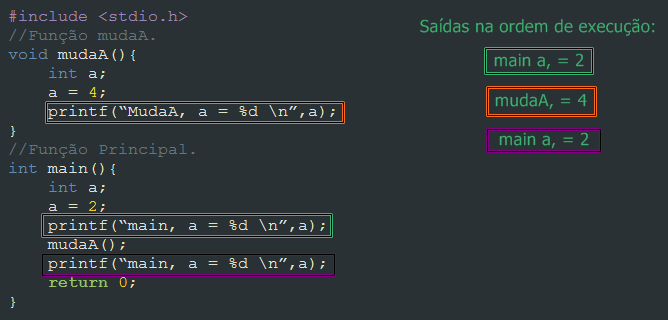 #include <stdio.h>
//Função mudaA.
void mudaA(){
int a;
a = 4;
printf(“MudaA, a = %d \n”,a);
}
//Função Principal.
int main(){
int a;
a = 2;
printf(“main, a = %d \n”,a);
mudaA();
printf(“main, a = %d \n”,a);
return 0;
}
Saídas na ordem de execução:
main a, = 2
mudaA, = 4
main a, = 2